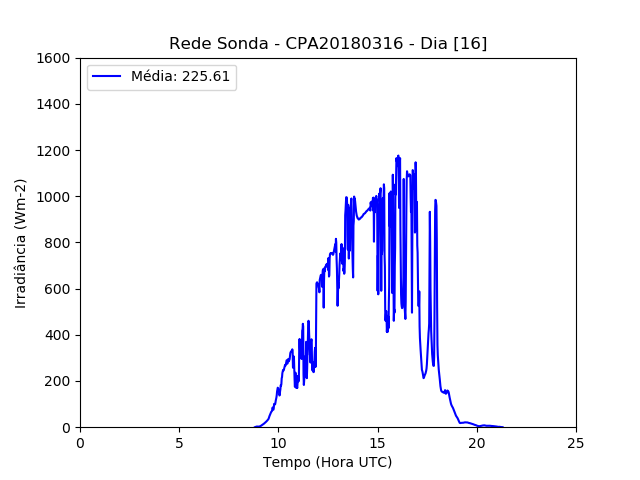 Rede Sonda - CPA20180316 - Dia [16]
Média: 225.61
Irradiância (Wm-2)
1600
1400
1200
1000
800
600
400
200
0
0 5 10 15 20 25
Tempo (Hora UTC)